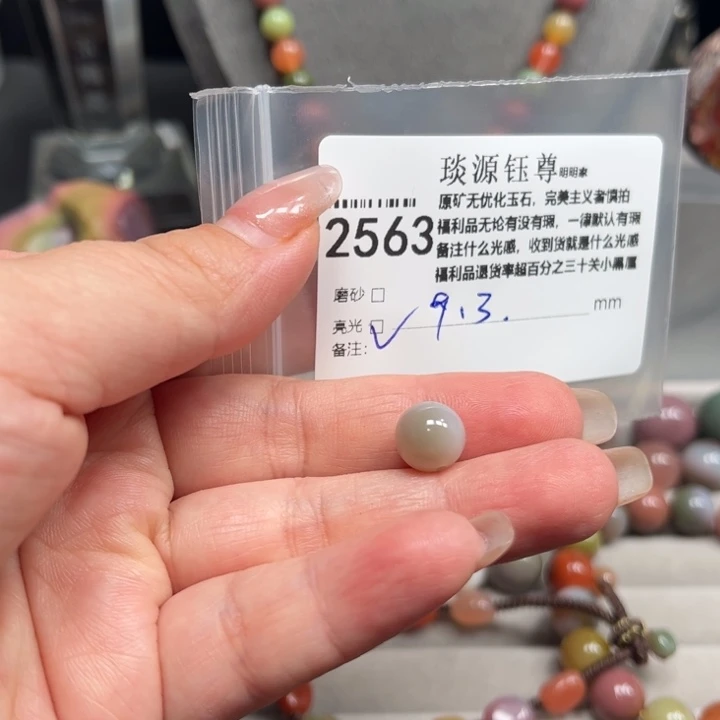 琰源钰尊明明家
原矿无优化玉石，完美主义者慎拍
2563
福利品无论有没有瑕，一律默认有瑕
备注什么光感，收到货就是什么光感
福利品退货率超百分之三十关小黑屋
磨砂 □
亮光 □ ✓ 9.3. mm
备注: